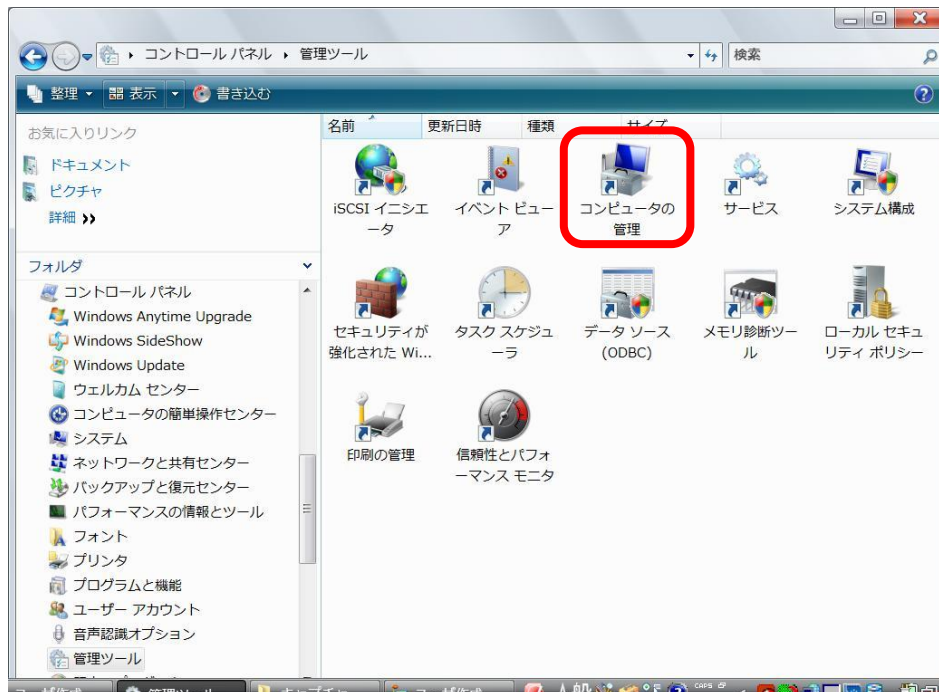 コントロール パネル ▸ 管理ツール
検索
整理 表示 書き込む
お気に入りリンク
ドキュメント
ピクチャ
詳細 »
フォルダ
コントロール パネル
Windows Anytime Upgrade
Windows SideShow
Windows Update
ウェルカム センター
コンピュータの簡単操作センター
システム
ネットワークと共有センター
バックアップと復元センター
パフォーマンスの情報とツール
フォント
プリンタ
プログラムと機能
ユーザー アカウント
音声認識オプション
管理ツール
名前 更新日時 種類 サイズ
iSCSI イニシエ
ータ
イベント ビュー
ア
コンピュータの
管理
サービス
システム構成
セキュリティが
強化された Wi...
タスク スケジュ
ーラ
データ ソース
(ODBC)
メモリ診断ツー
ル
ローカル セキュ
リティ ポリシー
印刷の管理
信頼性とパフォ
ーマンス モニタ
管理ツール
CAPS